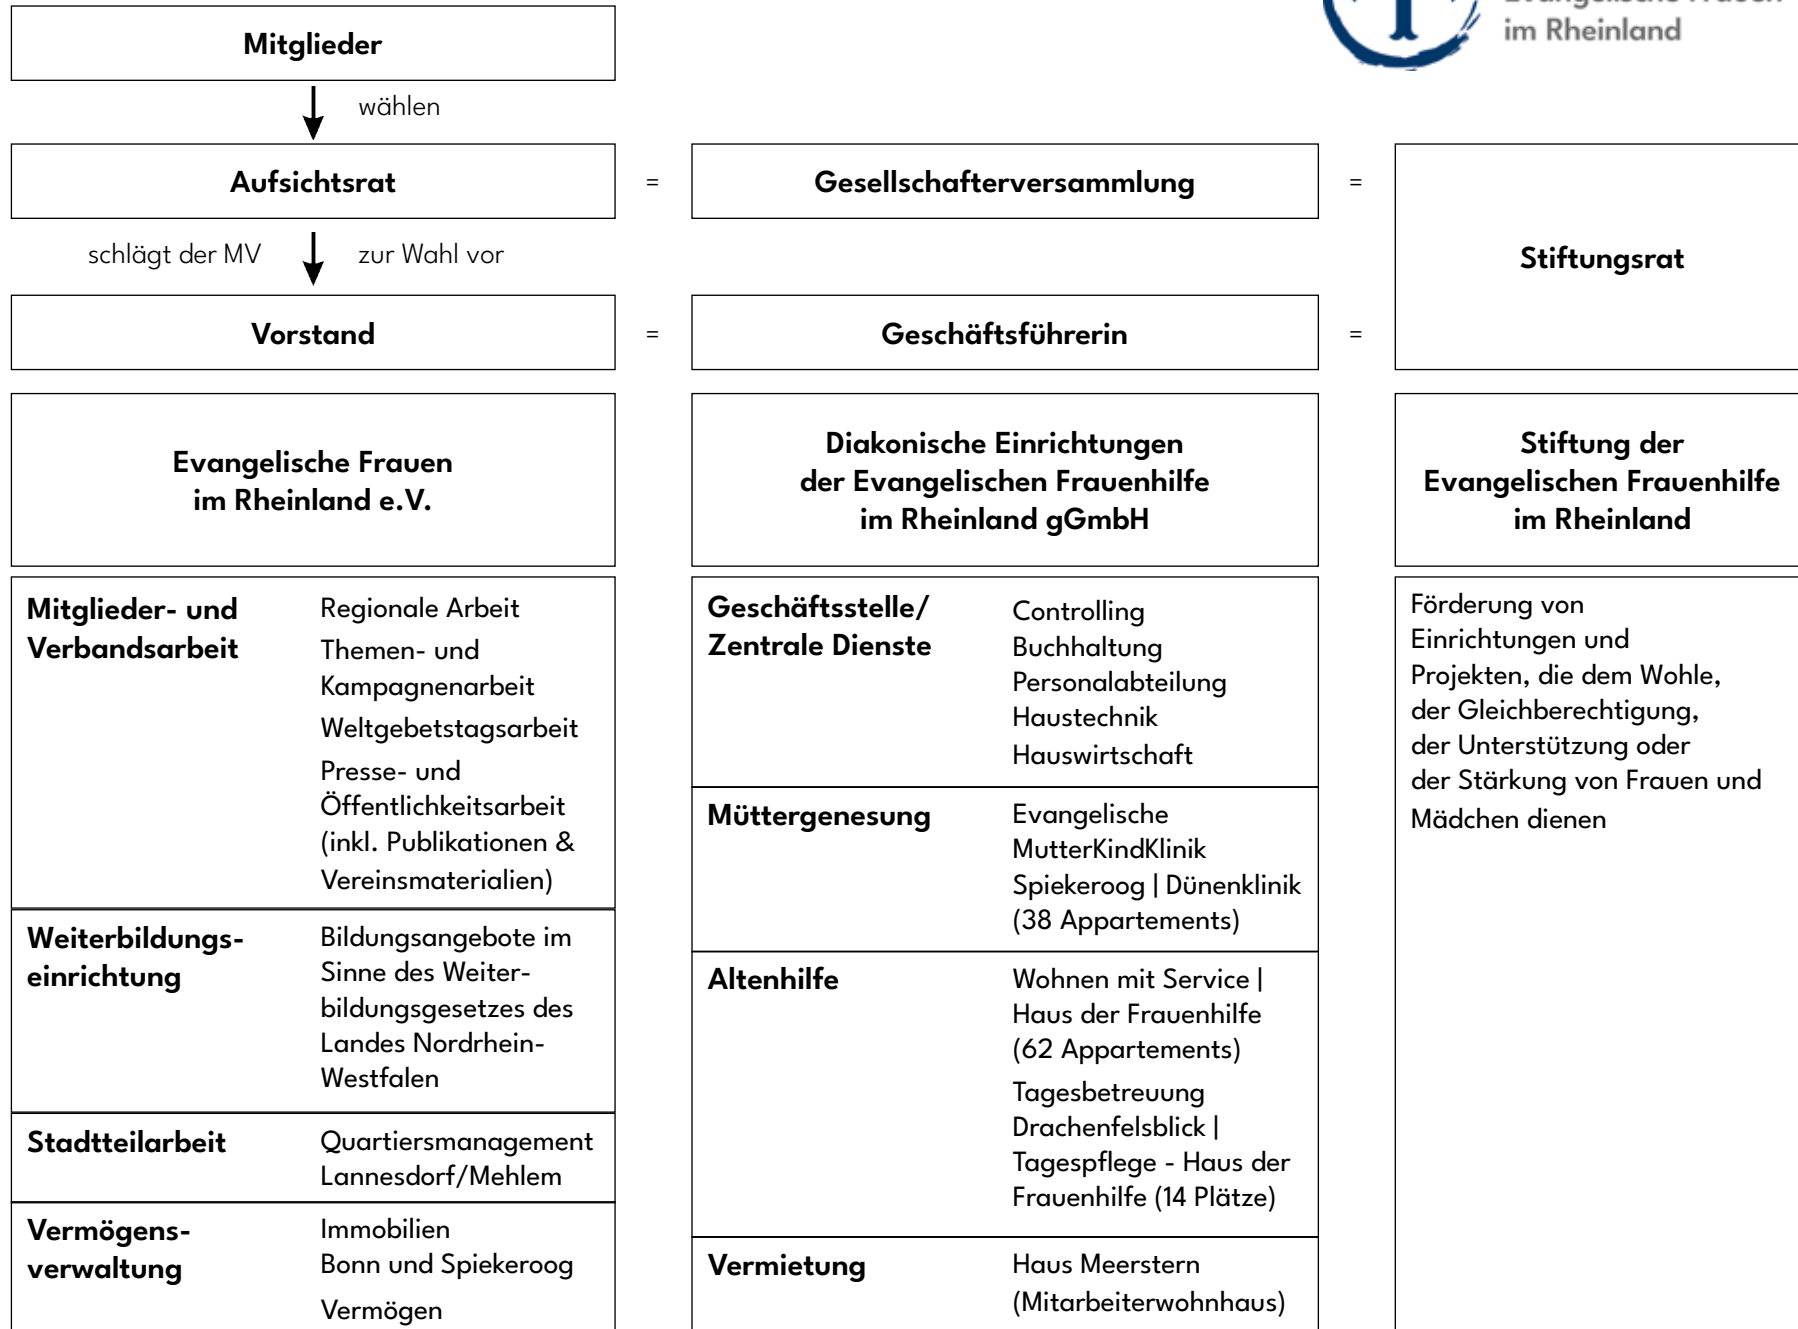 im Rheinland
Mitglieder
wählen
Aufsichtsrat
=
Gesellschafterversammlung
=
Stiftungsrat
schlägt der MV
zur Wahl vor
Vorstand
=
Geschäftsführerin
=
Evangelische Frauen
im Rheinland e.V.
Diakonische Einrichtungen
der Evangelischen Frauenhilfe
im Rheinland gGmbH
Stiftung der
Evangelischen Frauenhilfe
im Rheinland
Mitglieder- und
Verbandsarbeit
Regionale Arbeit
Themen- und
Kampagnenarbeit
Weltgebetstagsarbeit
Presse- und
Öffentlichkeitsarbeit
(inkl. Publikationen &
Vereinsmaterialien)
Weiterbildungs-
einrichtung
Bildungsangebote im
Sinne des Weiter-
bildungsgesetzes des
Landes Nordrhein-
Westfalen
Stadtteilarbeit
Quartiersmanagement
Lannesdorf/Mehlem
Vermögens-
verwaltung
Immobilien
Bonn und Spiekeroog
Vermögen
Geschäftsstelle/
Zentrale Dienste
Controlling
Buchhaltung
Personalabteilung
Haustechnik
Hauswirtschaft
Müttergenesung
Evangelische
MutterKindKlinik
Spiekeroog | Dünenklinik
(38 Appartements)
Altenhilfe
Wohnen mit Service |
Haus der Frauenhilfe
(62 Appartements)
Tagesbetreuung
Drachenfelsblick |
Tagespflege - Haus der
Frauenhilfe (14 Plätze)
Vermietung
Haus Meerstern
(Mitarbeiterwohnhaus)
Förderung von
Einrichtungen und
Projekten, die dem Wohle,
der Gleichberechtigung,
der Unterstützung oder
der Stärkung von Frauen und
Mädchen dienen